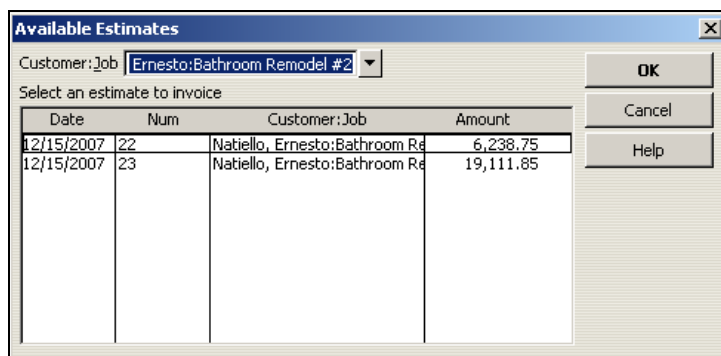 Available Estimates
Customer:Job Ernesto:Bathroom Remodel #2
OK
Select an estimate to invoice
Date Num Customer:Job Amount
Cancel
12/15/2007 22 Natiello, Ernesto:Bathroom Re 6,238.75
Help
12/15/2007 23 Natiello, Ernesto:Bathroom Re 19,111.85